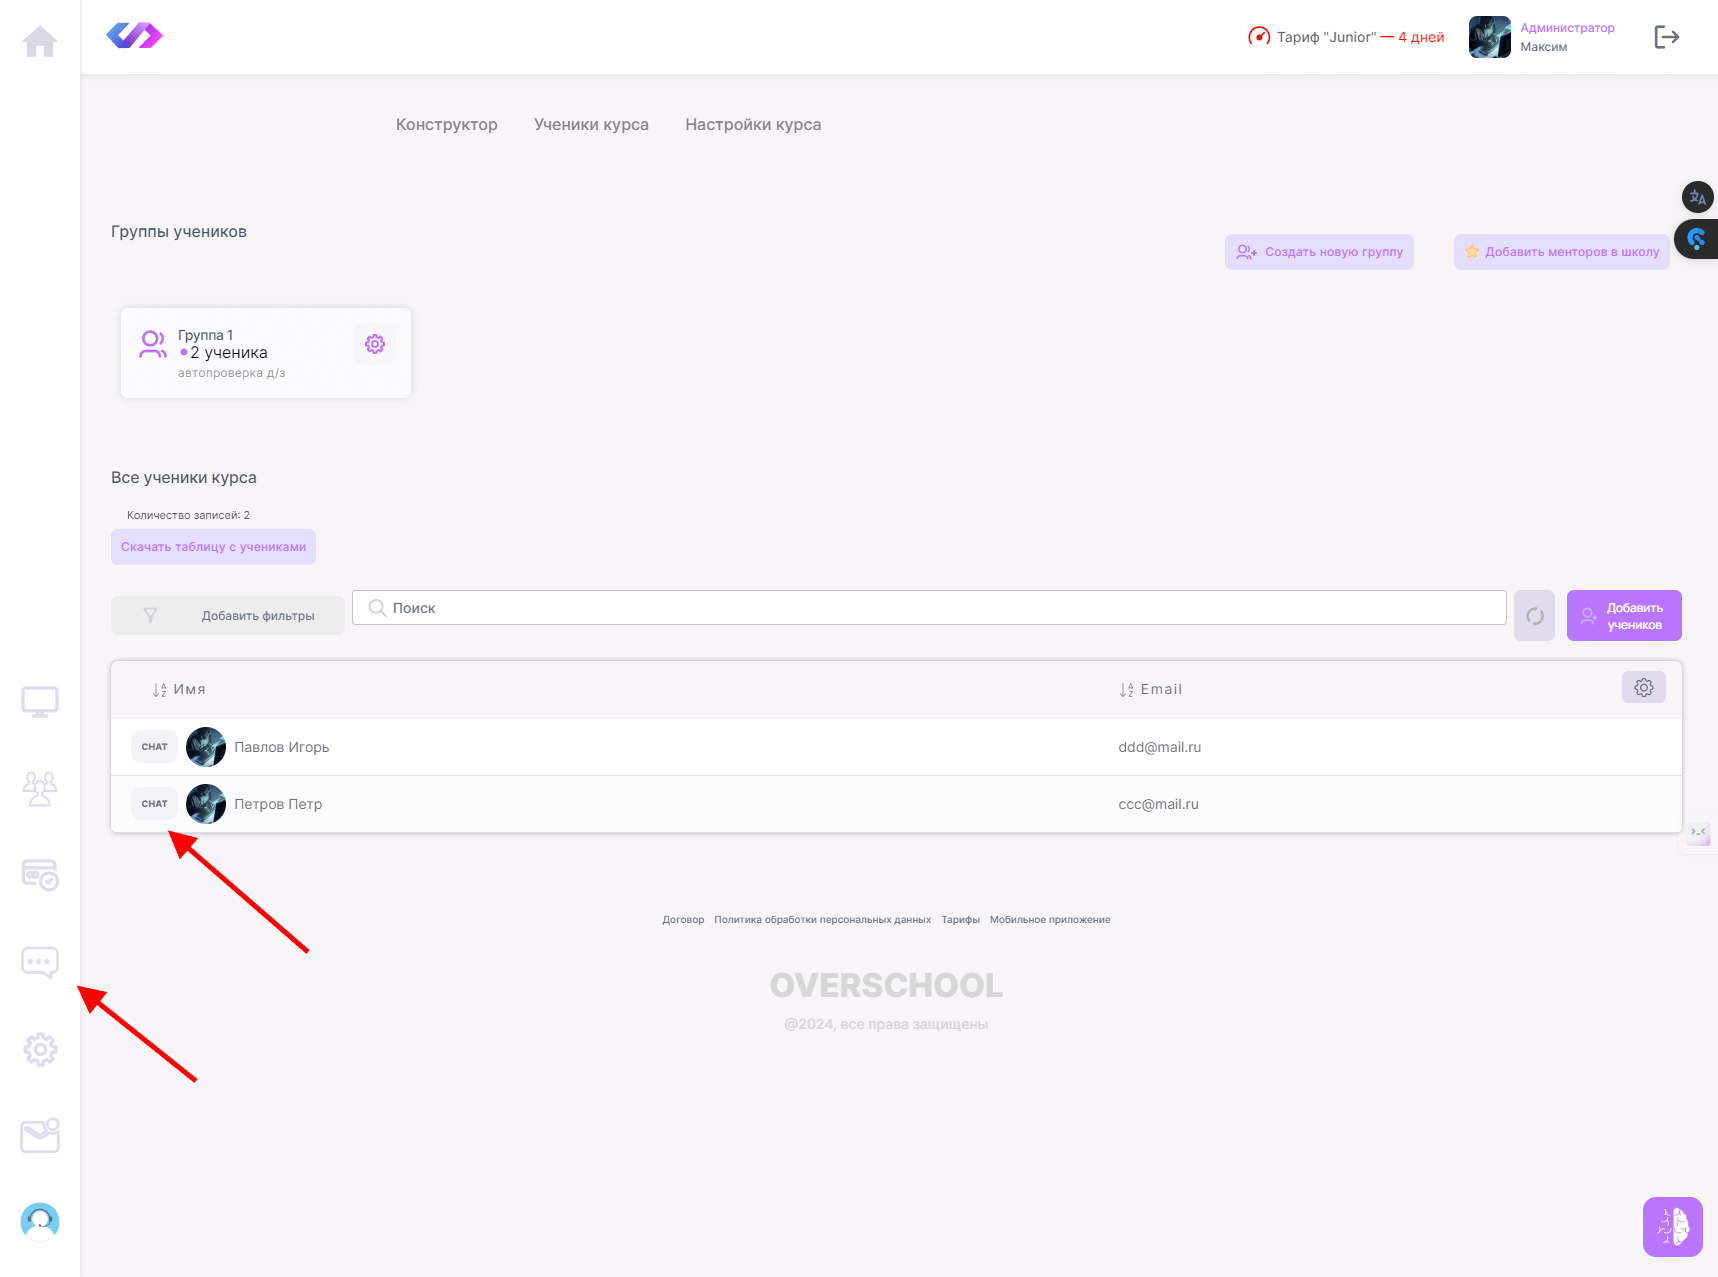 Тариф "Junior" — 4 дней
Администратор
Максим
Конструктор
Ученики курса
Настройки курса
Группы учеников
Создать новую группу
Добавить менторов в школу
Группа 1
2 ученика
автопроверка д/з
Все ученики курса
Количество записей: 2
Скачать таблицу с учениками
Добавить фильтры
Поиск
Добавить
учеников
Имя
Email
CHAT
Павлов Игорь
ddd@mail.ru
CHAT
Петров Петр
ccc@mail.ru
Договор
Политика обработки персональных данных
Тарифы
Мобильное приложение
OVERSCHOOL
@2024, все права защищены